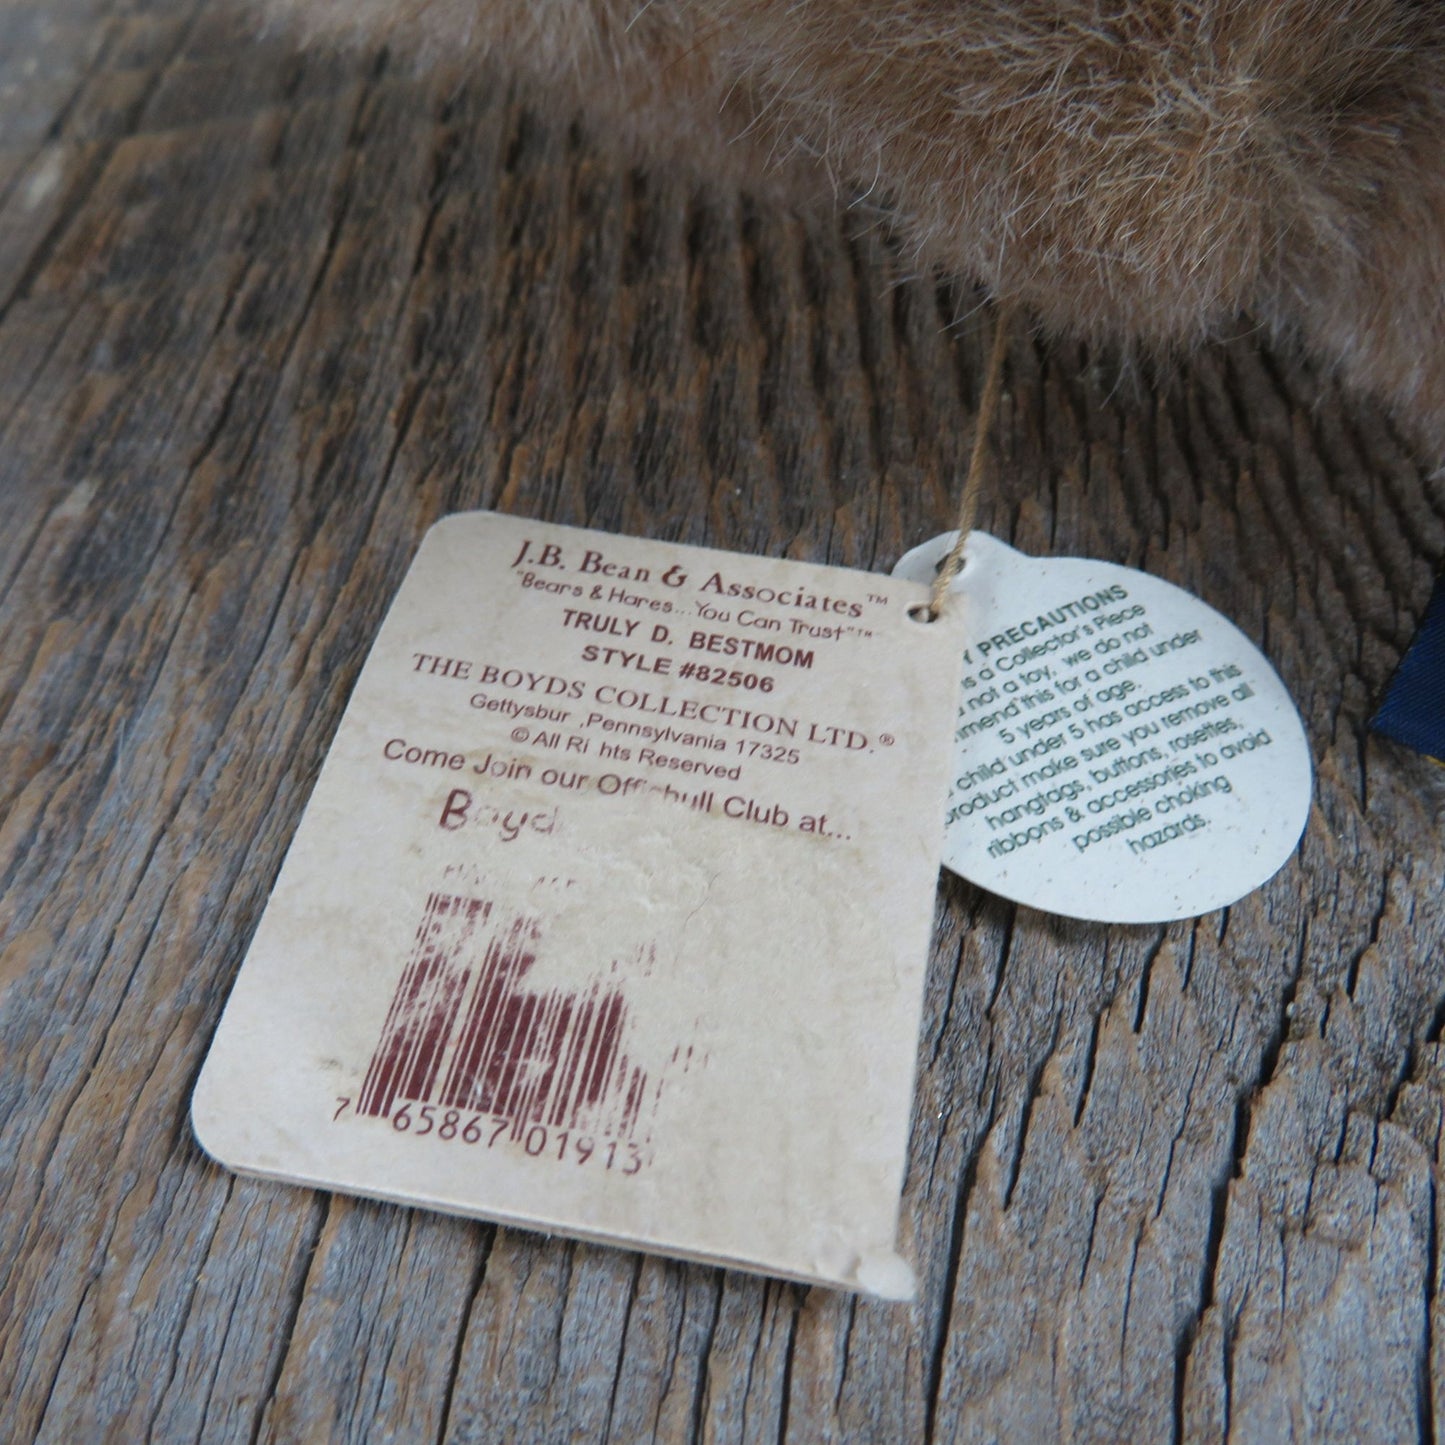 J.B. Bean & Associates™
"Bears & Hares...You Can Trust"™
TRULY D. BESTMOM
STYLE #82506
THE BOYDS COLLECTION LTD.®
Gettysbur ,Pennsylvania 17325
© All Ri hts Reserved
Come Join our Club at...
Boyd
7 65867 01913
PRECAUTIONS
a Collector's Piece
not a toy, we do not
this for a child under
5 years of age.
child under 5 has access to this
product make sure you remove all
hangtags, buttons, rosettes,
ribbons & accessories to avoid
possible choking
hazards.